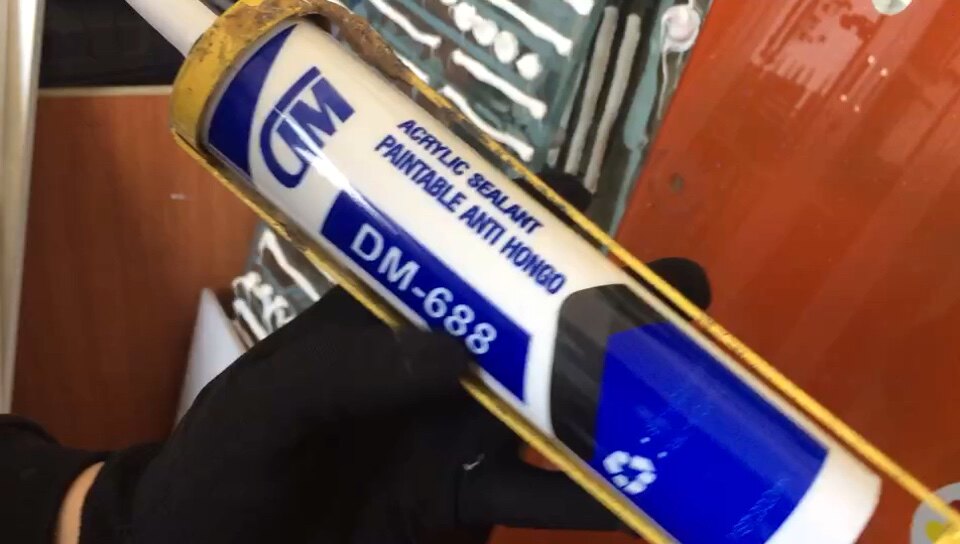 DM
ACRYLIC SEALANT
PAINTABLE ANTI HONGO
DM-688